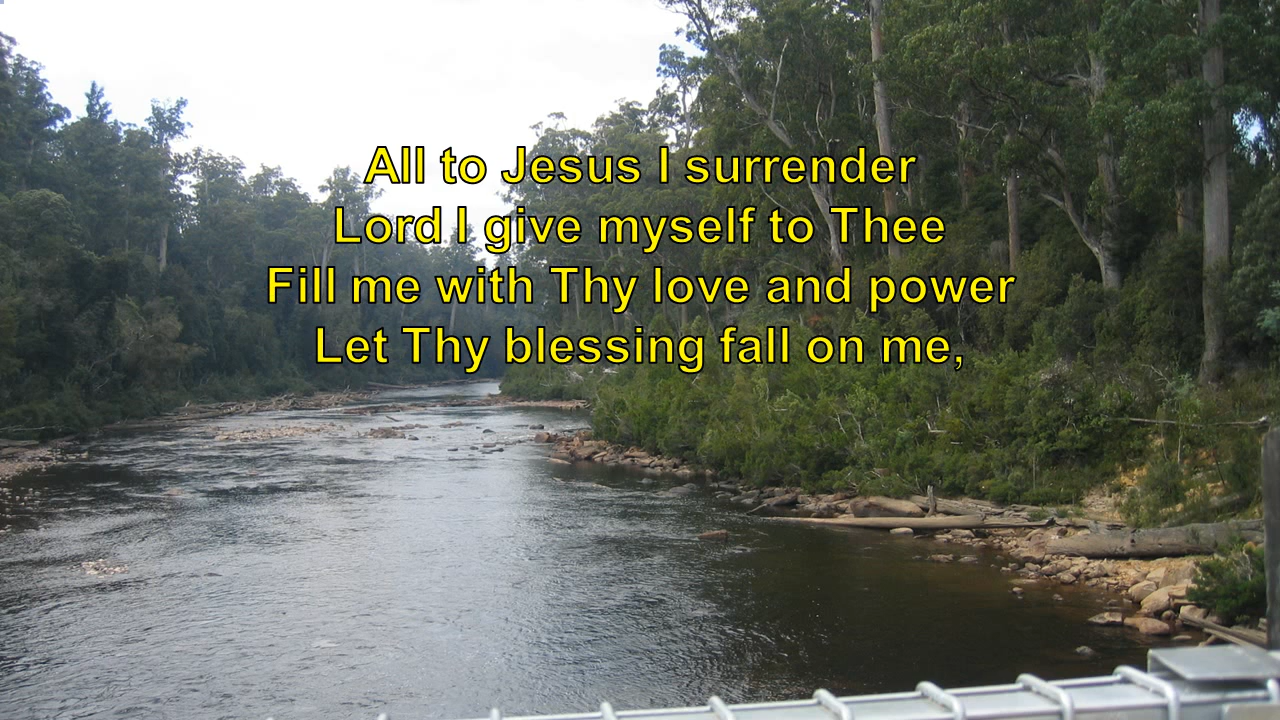 All to Jesus I surrender
Lord I give myself to Thee
Fill me with Thy love and power
Let Thy blessing fall on me,